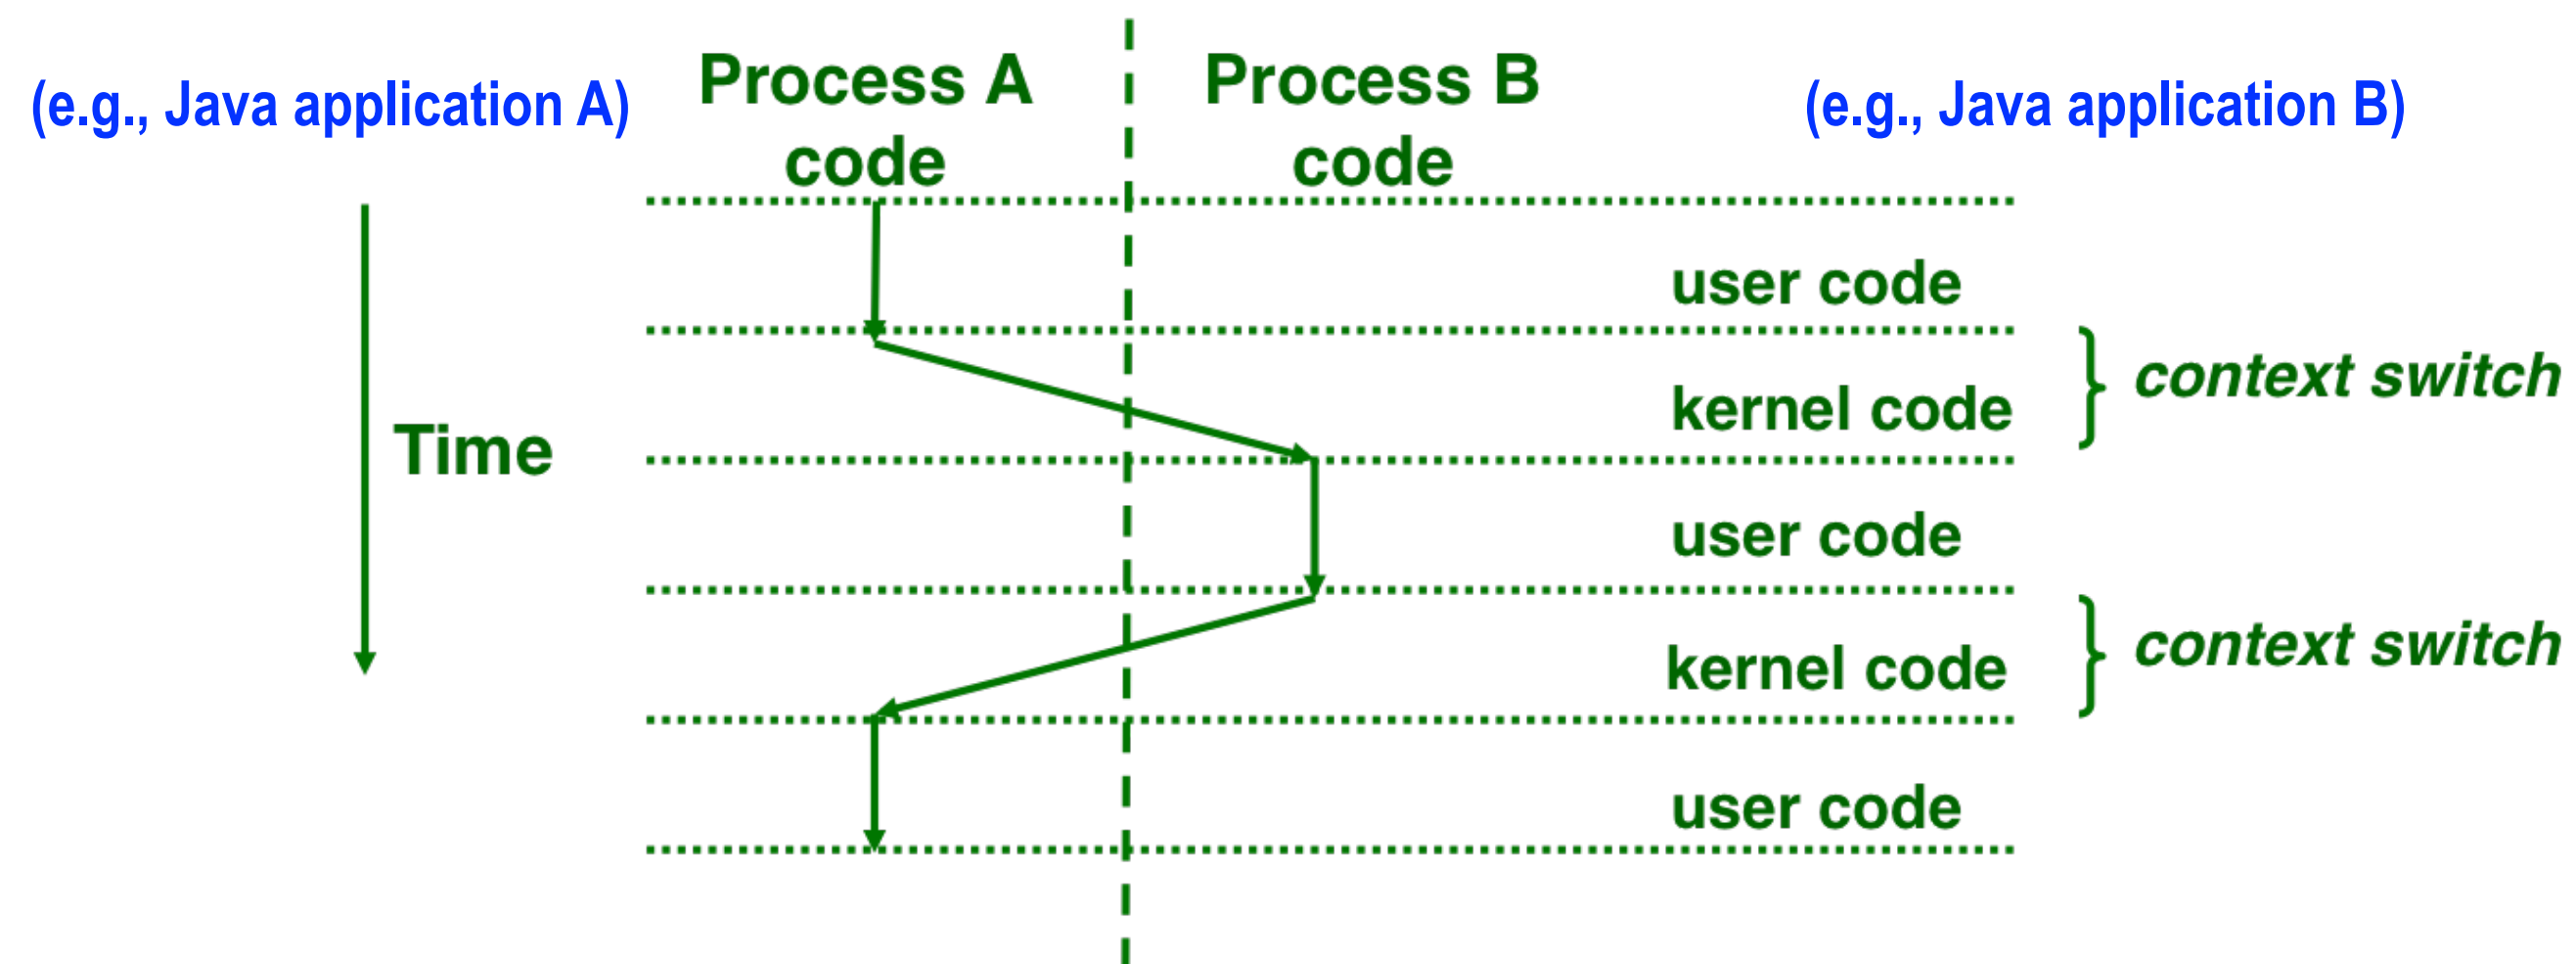 (e.g., Java application A)
Process A
code
Process B
code
(e.g., Java application B)
Time
user code
kernel code
context switch
user code
kernel code
context switch
user code